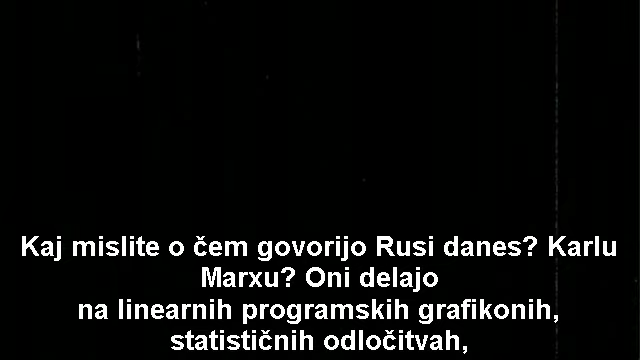 Kaj mislite o čem govorijo Rusi danes? Karlu
Marxu? Oni delajo
na linearnih programskih grafikonih,
statističnih odločitvah,